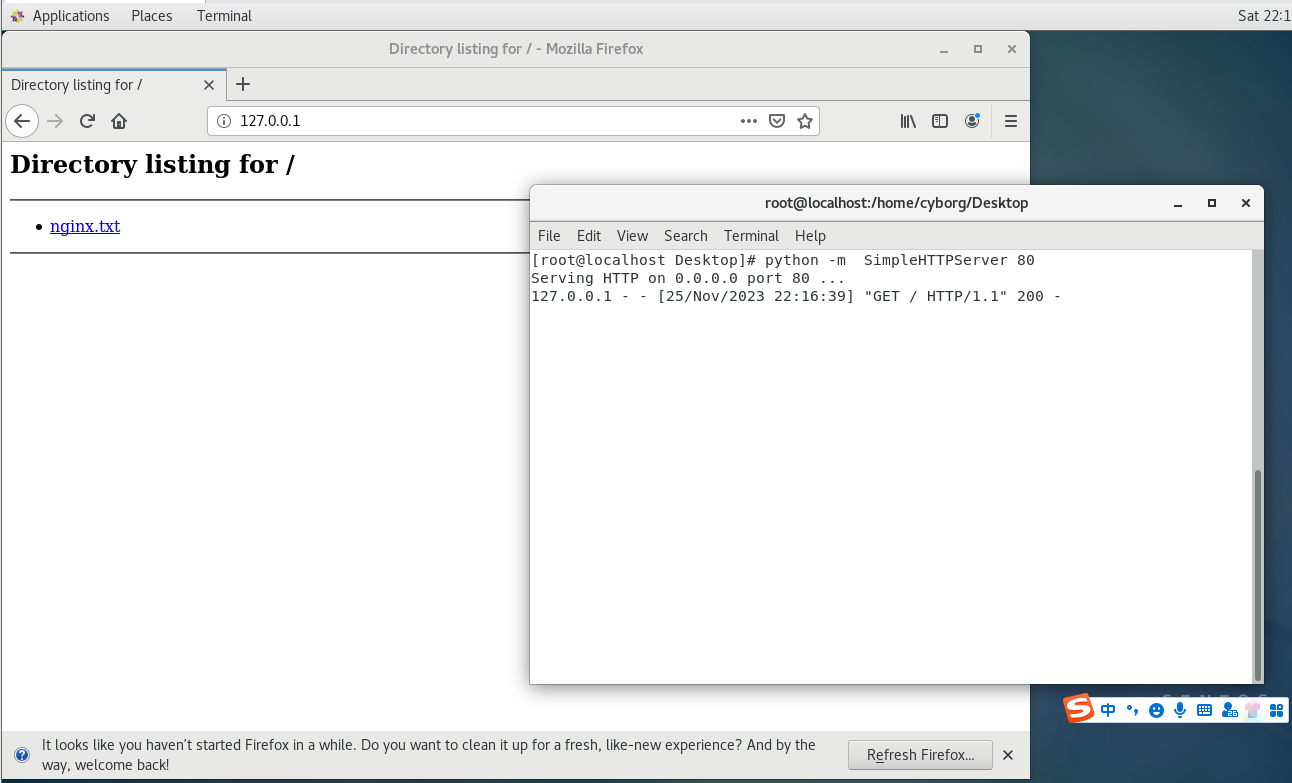 Applications Places Terminal Sat 22:1
Directory listing for / - Mozilla Firefox
Directory listing for /
127.0.0.1
Directory listing for /
nginx.txt
root@localhost:/home/cyborg/Desktop
File Edit View Search Terminal Help
[root@localhost Desktop]# python -m  SimpleHTTPServer 80
Serving HTTP on 0.0.0.0 port 80 ...
127.0.0.1 - - [25/Nov/2023 22:16:39] "GET / HTTP/1.1" 200 -
S 中
It looks like you haven't started Firefox in a while. Do you want to clean it up for a fresh, like-new experience? And by the
way, welcome back!
Refresh Firefox...